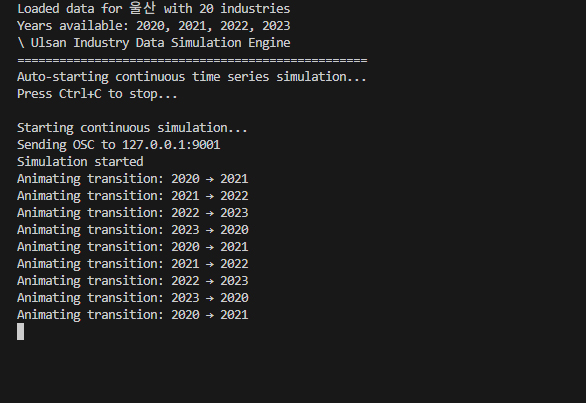 Loaded data for 울산 with 20 industries
Years available: 2020, 2021, 2022, 2023
\ Ulsan Industry Data Simulation Engine
==================================================
Auto-starting continuous time series simulation...
Press Ctrl+C to stop...
Starting continuous simulation...
Sending OSC to 127.0.0.1:9001
Simulation started
Animating transition: 2020 → 2021
Animating transition: 2021 → 2022
Animating transition: 2022 → 2023
Animating transition: 2023 → 2020
Animating transition: 2020 → 2021
Animating transition: 2021 → 2022
Animating transition: 2022 → 2023
Animating transition: 2023 → 2020
Animating transition: 2020 → 2021